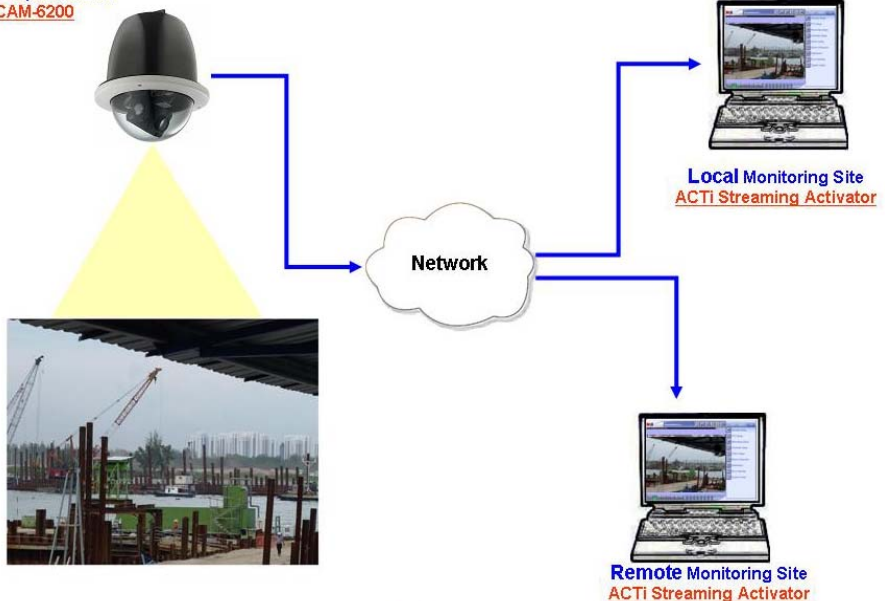 CAM-6200
Local Monitoring Site
ACTi Streaming Activator
Network
Remote Monitoring Site
ACTi Streaming Activator